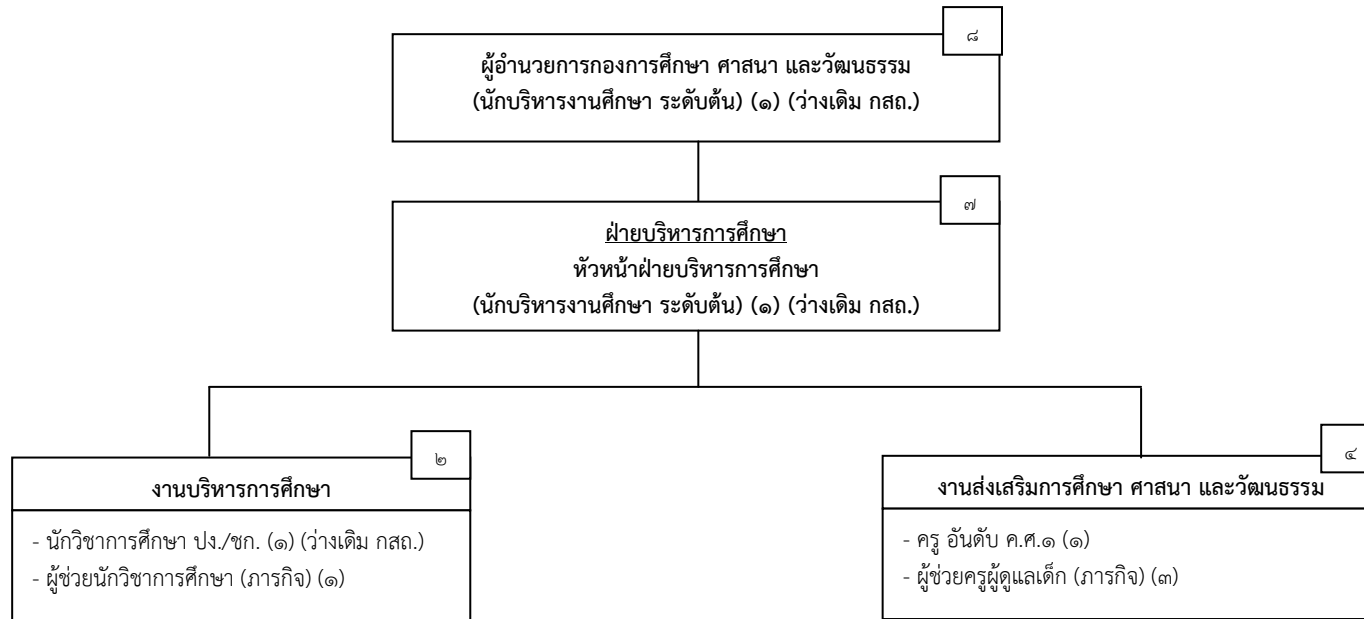 ๘
ผู้อำนวยการกองการศึกษา ศาสนา และวัฒนธรรม
(นักบริหารงานศึกษา ระดับต้น) (๑) (ว่างเดิม กสถ.)
๗
ฝ่ายบริหารการศึกษา
หัวหน้าฝ่ายบริหารการศึกษา
(นักบริหารงานศึกษา ระดับต้น) (๑) (ว่างเดิม กสถ.)
๒
งานบริหารการศึกษา
- นักวิชาการศึกษา ปง./ชก. (๑) (ว่างเดิม กสถ.)
- ผู้ช่วยนักวิชาการศึกษา (ภารกิจ) (๑)
๔
งานส่งเสริมการศึกษา ศาสนา และวัฒนธรรม
- ครู อันดับ ค.ศ.๑ (๑)
- ผู้ช่วยครูผู้ดูแลเด็ก (ภารกิจ) (๓)